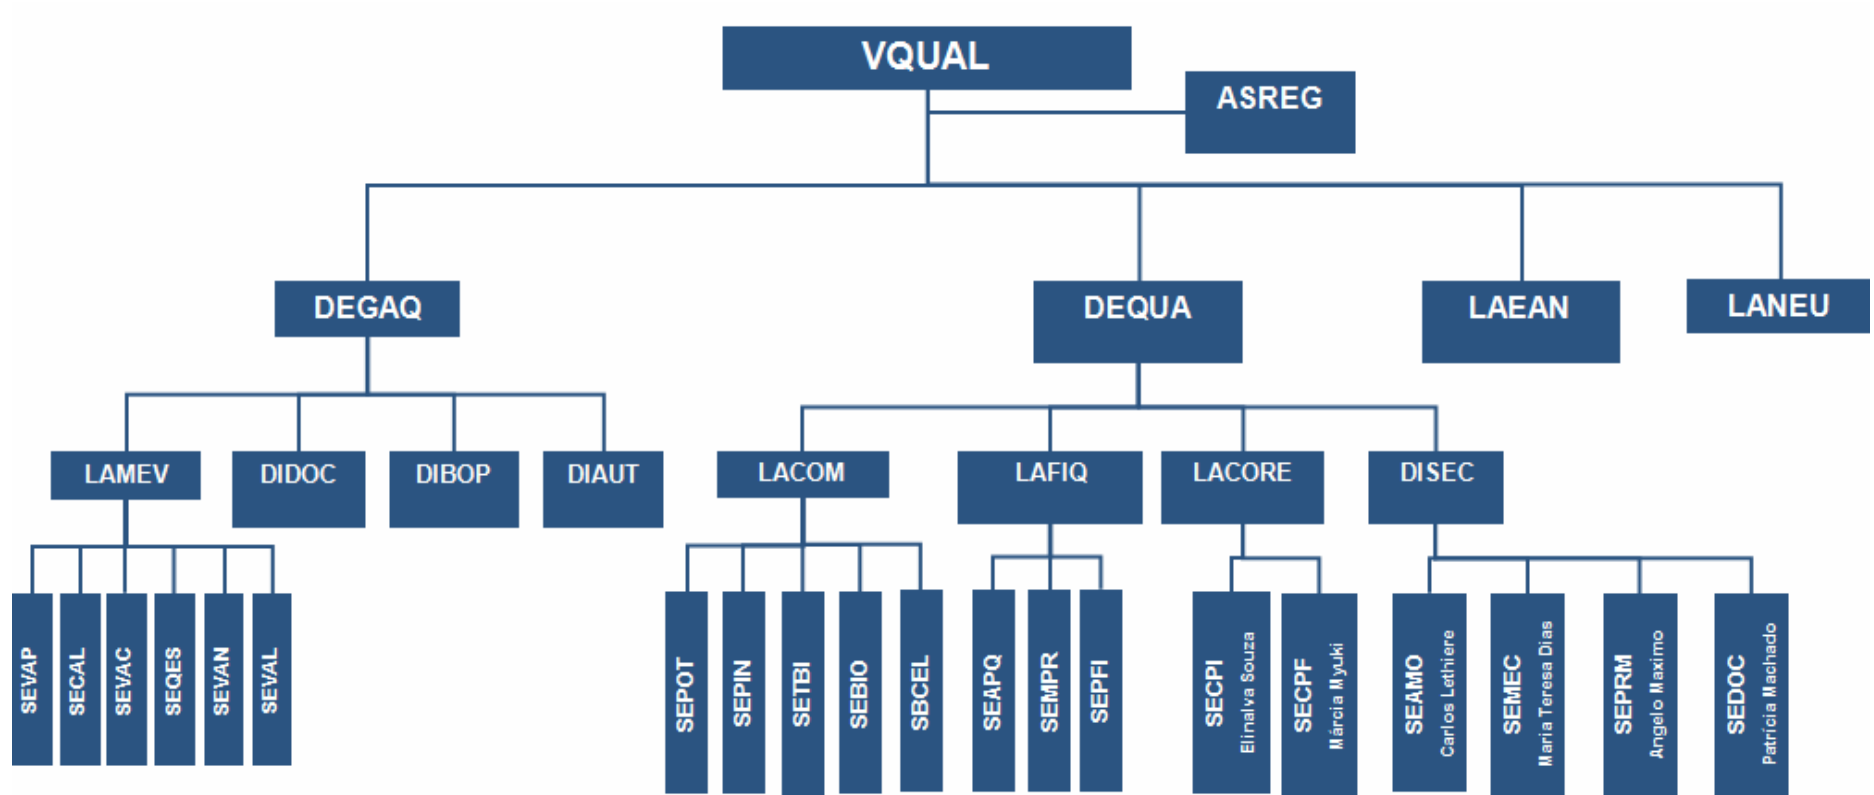 VQUAL
ASREG
DEGAQ
DEQUA
LAEAN
LANEU
LAMEV
DIDOC
DIBOP
DIAUT
LACOM
LAFIQ
LACORE
DISEC
SEVAP
SECAL
SEVAC
SEQES
SEVAN
SEVAL
SEPOT
SEPIN
SETBI
SEBIO
SBCEL
SEAPQ
SEMPR
SEPFI
SECPI
Elinalva Souza
SECPF
Márcia Myuki
SEAMO
Carlos Lethiere
SEMEC
Maria Teresa Dias
SEPRM
Angelo Maximo
SEDOC
Patrícia Machado